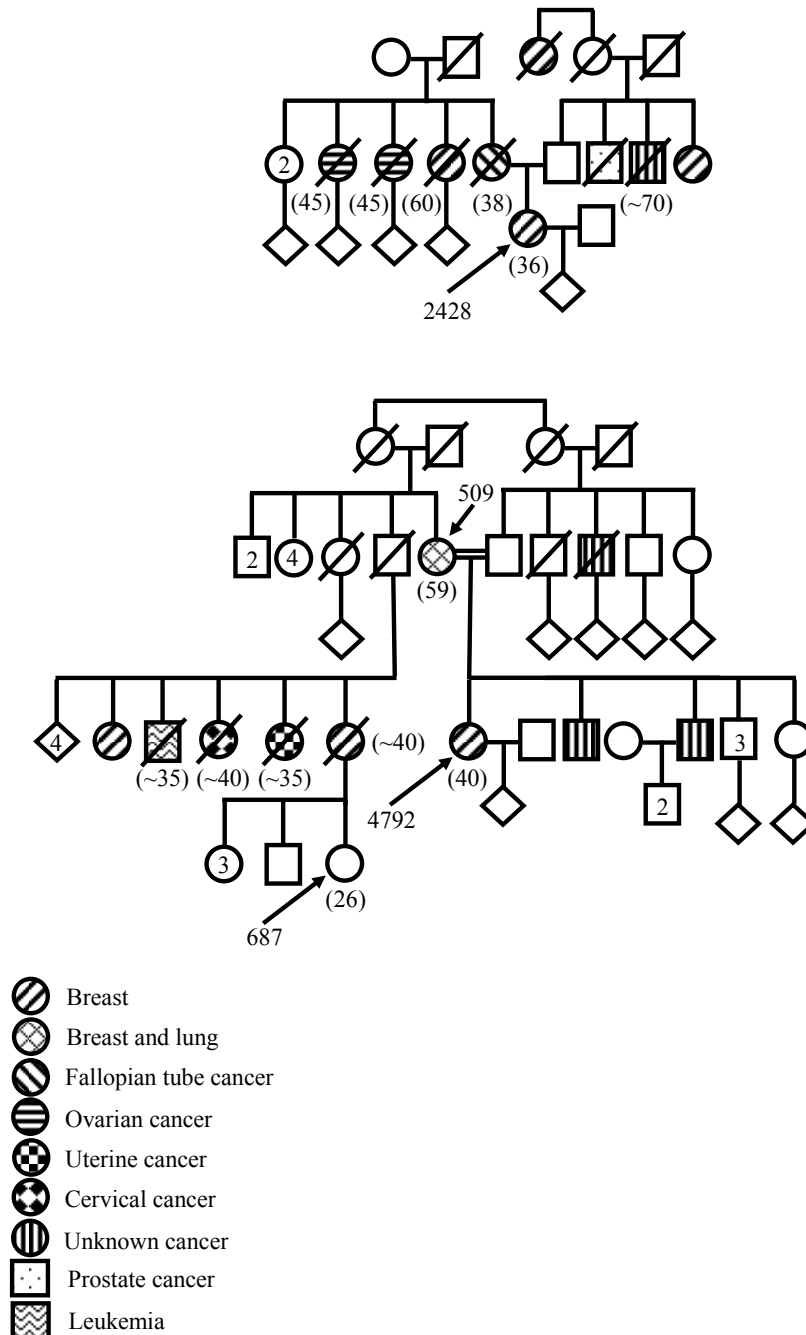 2
(45) (45) (60) (38) (~70)
(36)
2428
509
2 4
(59)
4 (~40) 3
(~35) (~40) (~35) (40)
4792 2
3
(26)
687
Breast
Breast and lung
Fallopian tube cancer
Ovarian cancer
Uterine cancer
Cervical cancer
Unknown cancer
Prostate cancer
Leukemia